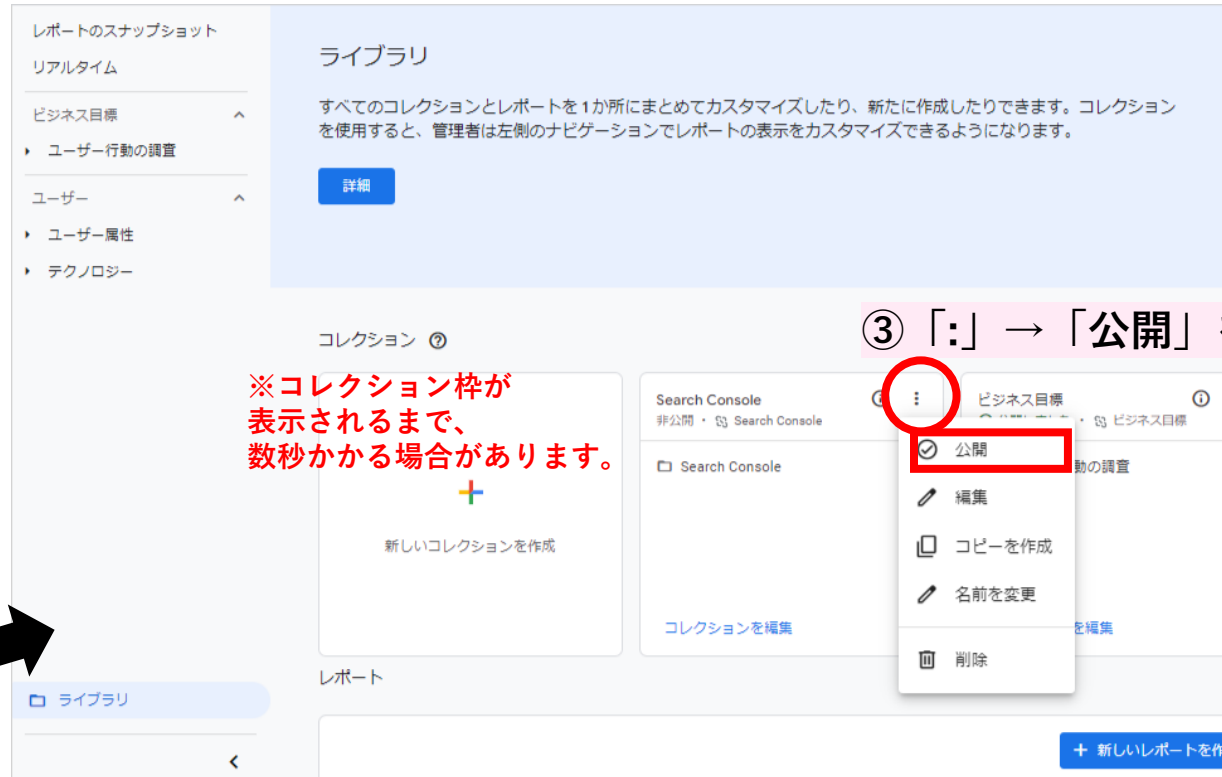 レポートのスナップショット
リアルタイム
ビジネス目標
ユーザー行動の調査
ユーザー
ユーザー属性
テクノロジー
ライブラリ
ライブラリ
すべてのコレクションとレポートを1か所にまとめてカスタマイズしたり、新たに作成したりできます。コレクション
を使用すると、管理者は左側のナビゲーションでレポートの表示をカスタマイズできるようになります。
詳細
③「:」→「公開」
コレクション
※コレクション枠が
表示されるまで、
数秒かかる場合があります。
新しいコレクションを作成
Search Console
非公開・Search Console
Search Console
コレクションを編集
ビジネス目標
・ビジネス目標
動の調査
を編集
公開
編集
コピーを作成
名前を変更
削除
レポート
+ 新しいレポートを作